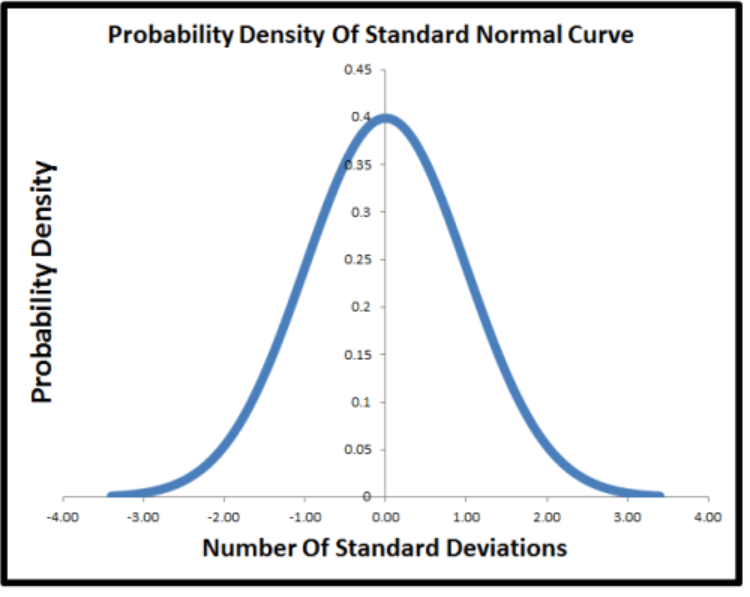 Probability Density Of Standard Normal Curve
Probability Density
0.45
0.4
0.35
0.3
0.25
0.2
0.15
0.1
0.05
0
-4.00 -3.00 -2.00 -1.00 0.00 1.00 2.00 3.00 4.00
Number Of Standard Deviations